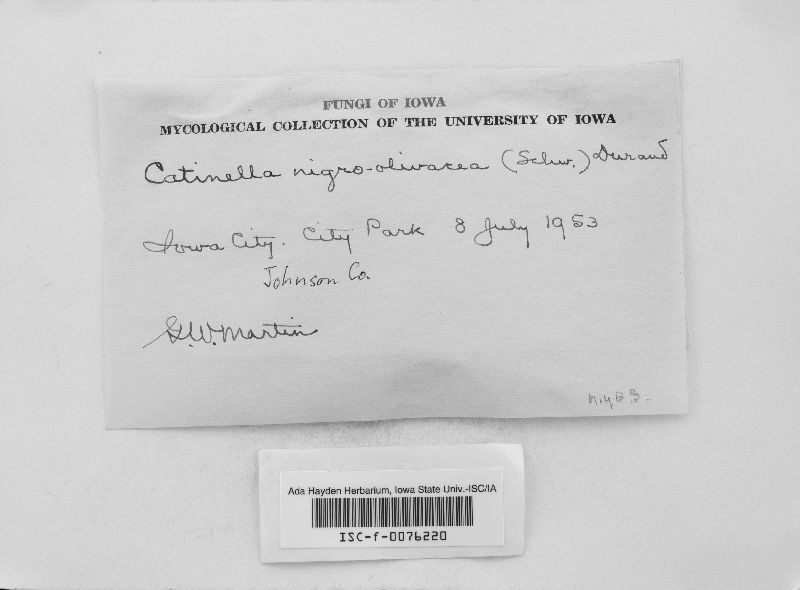 FUNGI OF IOWA
MYCOLOGICAL COLLECTION OF THE UNIVERSITY OF IOWA
Catinella nigro-olivacea (Schw.) Durand
Iowa City. City Park 8 July 1953
Johnson Co.
G.W. Martin
Ada Hayden Herbarium, Iowa State Univ.-ISC/IA
ISC-f-0076220